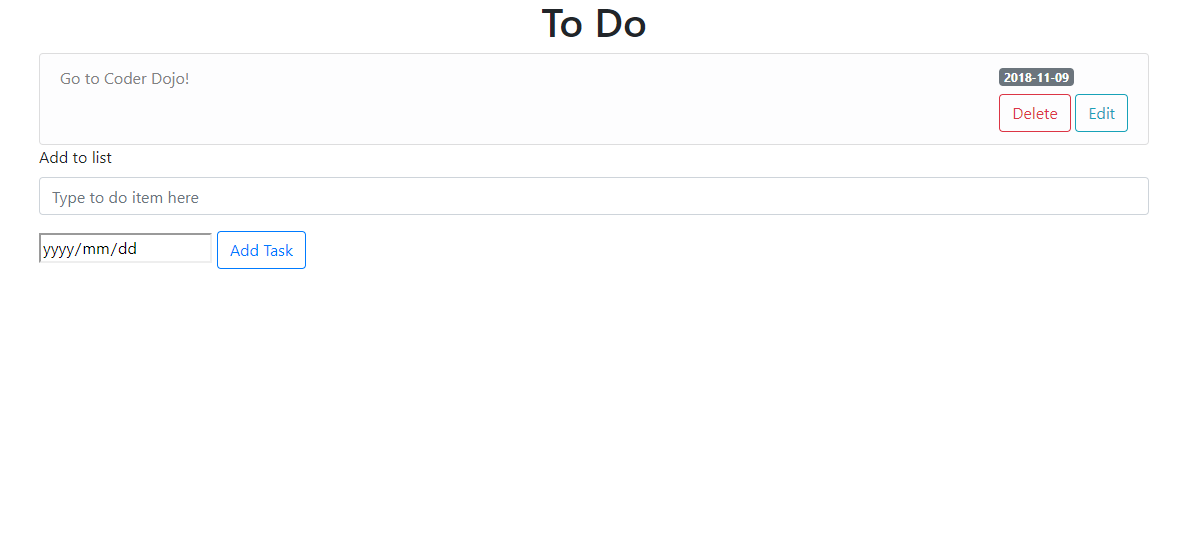 To Do
Go to Coder Dojo!
2018-11-09
Delete Edit
Add to list
Type to do item here
yyyy/mm/dd Add Task